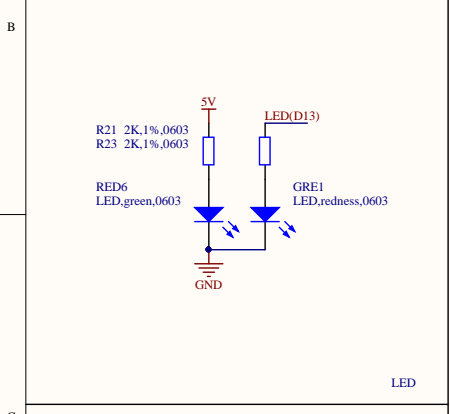 B
5V
LED(D13)
R21 2K,1%,0603
R23 2K,1%,0603
RED6
LED,green,0603
GRE1
LED,redness,0603
GND
LED